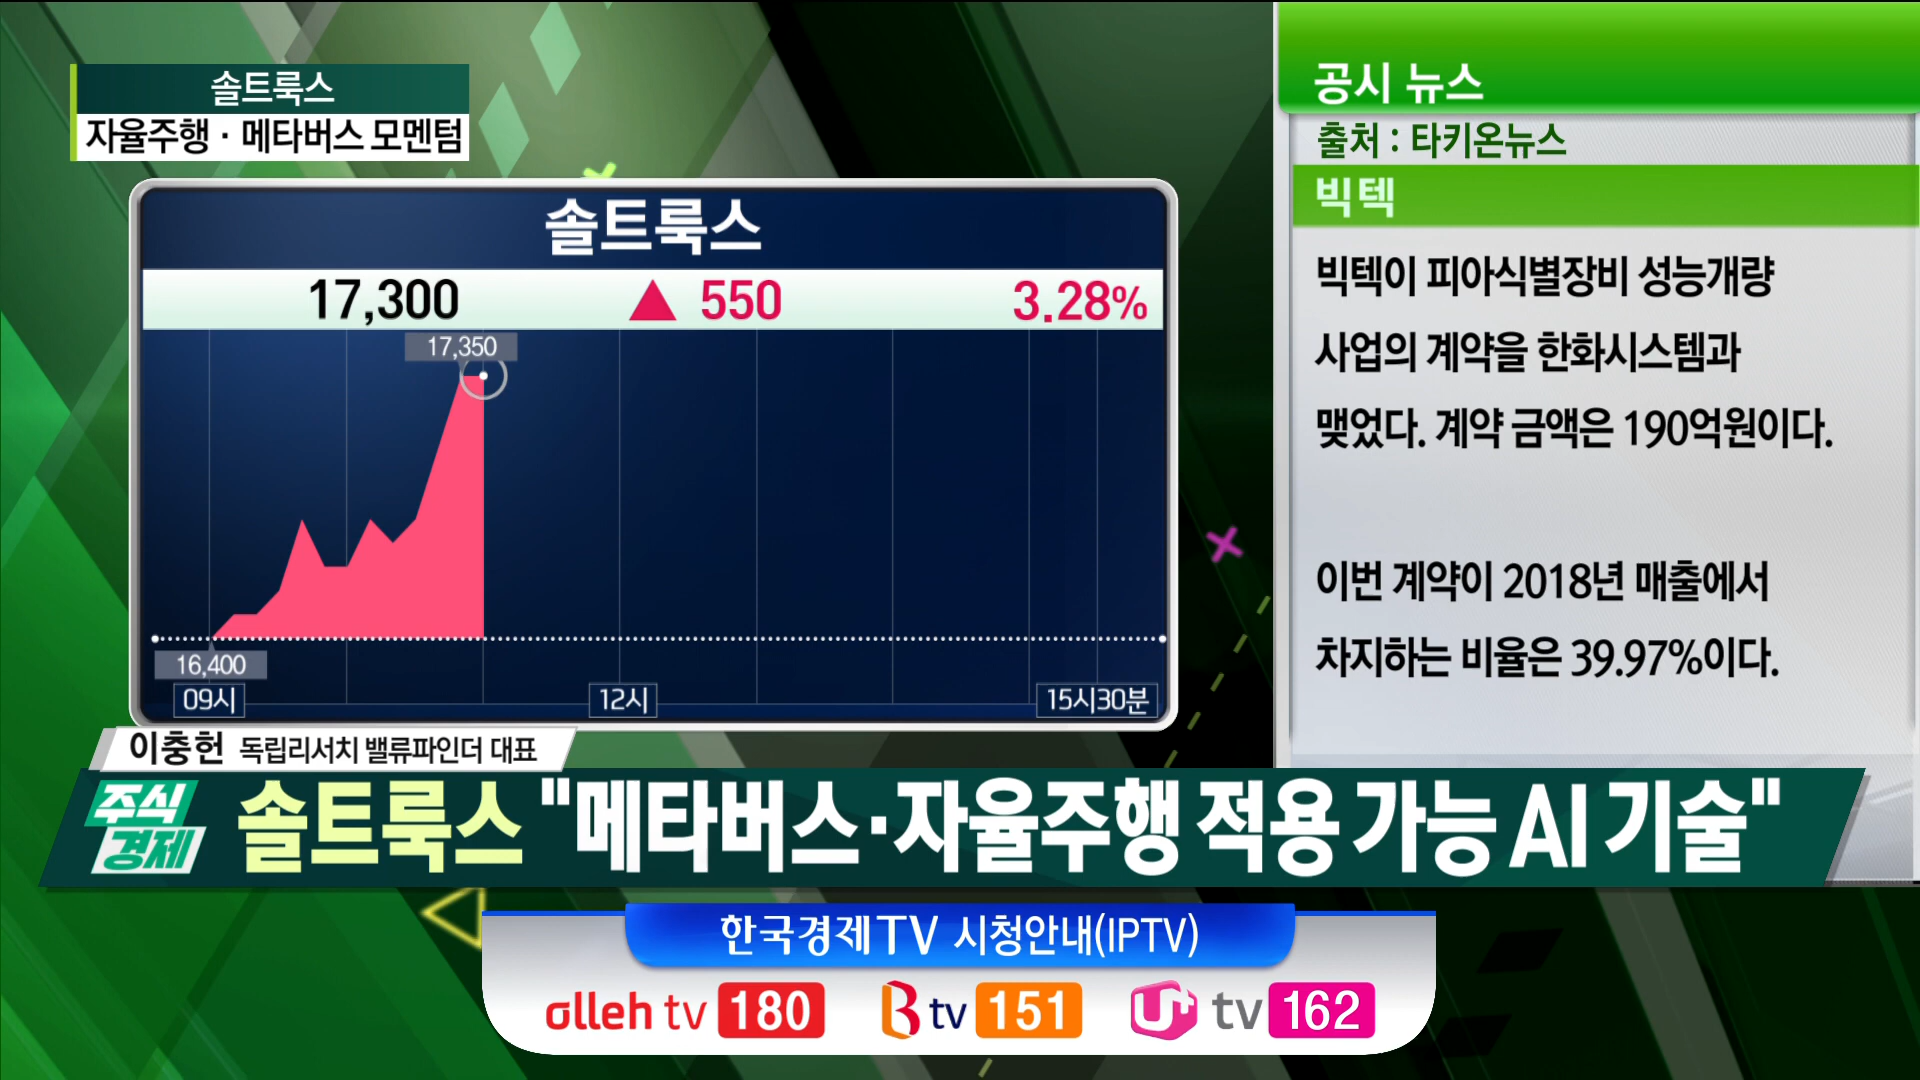 솔트룩스
자율주행 · 메타버스 모멘텀
솔트룩스
17,300 ▲ 550 3.28%
17,350
16,400
09시 12시 15시30분
공시 뉴스
출처 : 타키온뉴스
빅텍
빅텍이 피아식별장비 성능개량
사업의 계약을 한화시스템과
맺었다. 계약 금액은 190억원이다.
이번 계약이 2018년 매출에서
차지하는 비율은 39.97%이다.
이충헌 독립리서치 밸류파인더 대표
주식
경제
솔트룩스 "메타버스·자율주행 적용 가능 AI 기술"
한국경제TV 시청안내(IPTV)
olleh tv 180 B tv 151 U+ tv 162